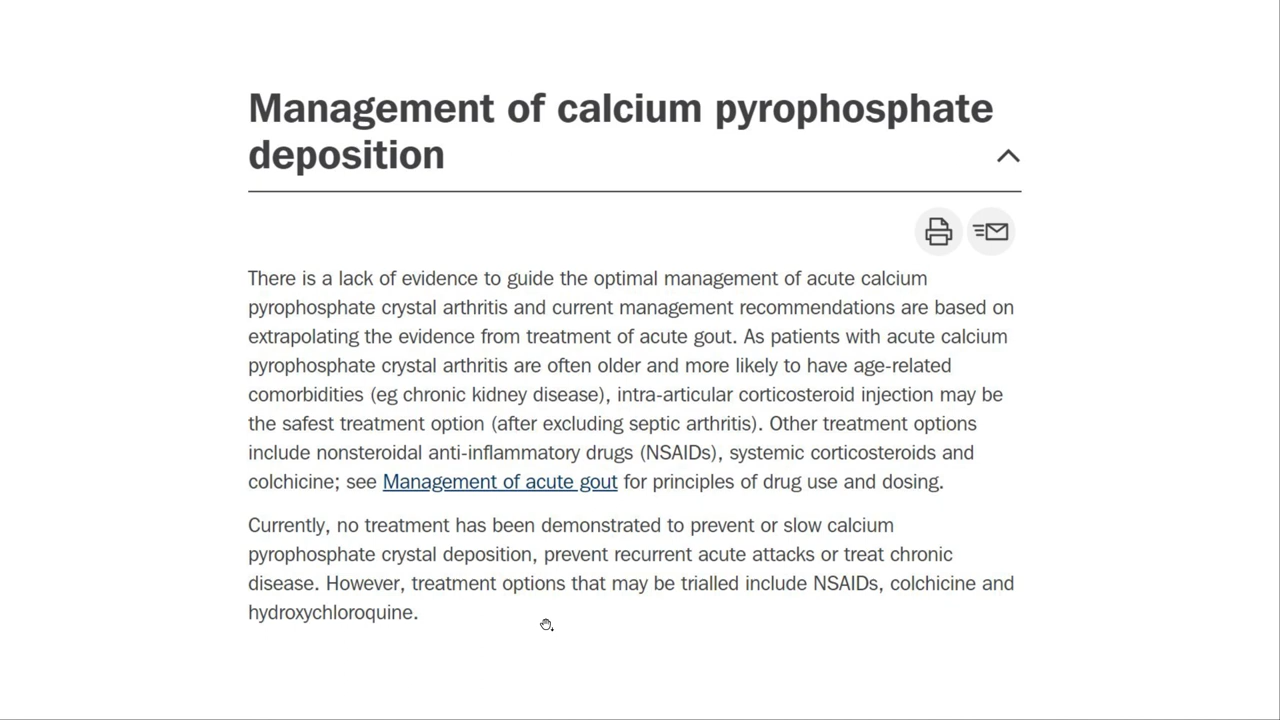 Management of calcium pyrophosphate
deposition
There is a lack of evidence to guide the optimal management of acute calcium
pyrophosphate crystal arthritis and current management recommendations are based on
extrapolating the evidence from treatment of acute gout. As patients with acute calcium
pyrophosphate crystal arthritis are often older and more likely to have age-related
comorbidities (eg chronic kidney disease), intra-articular corticosteroid injection may be
the safest treatment option (after excluding septic arthritis). Other treatment options
include nonsteroidal anti-inflammatory drugs (NSAIDs), systemic corticosteroids and
colchicine; see Management of acute gout for principles of drug use and dosing.
Currently, no treatment has been demonstrated to prevent or slow calcium
pyrophosphate crystal deposition, prevent recurrent acute attacks or treat chronic
disease. However, treatment options that may be trialled include NSAIDs, colchicine and
hydroxychloroquine.